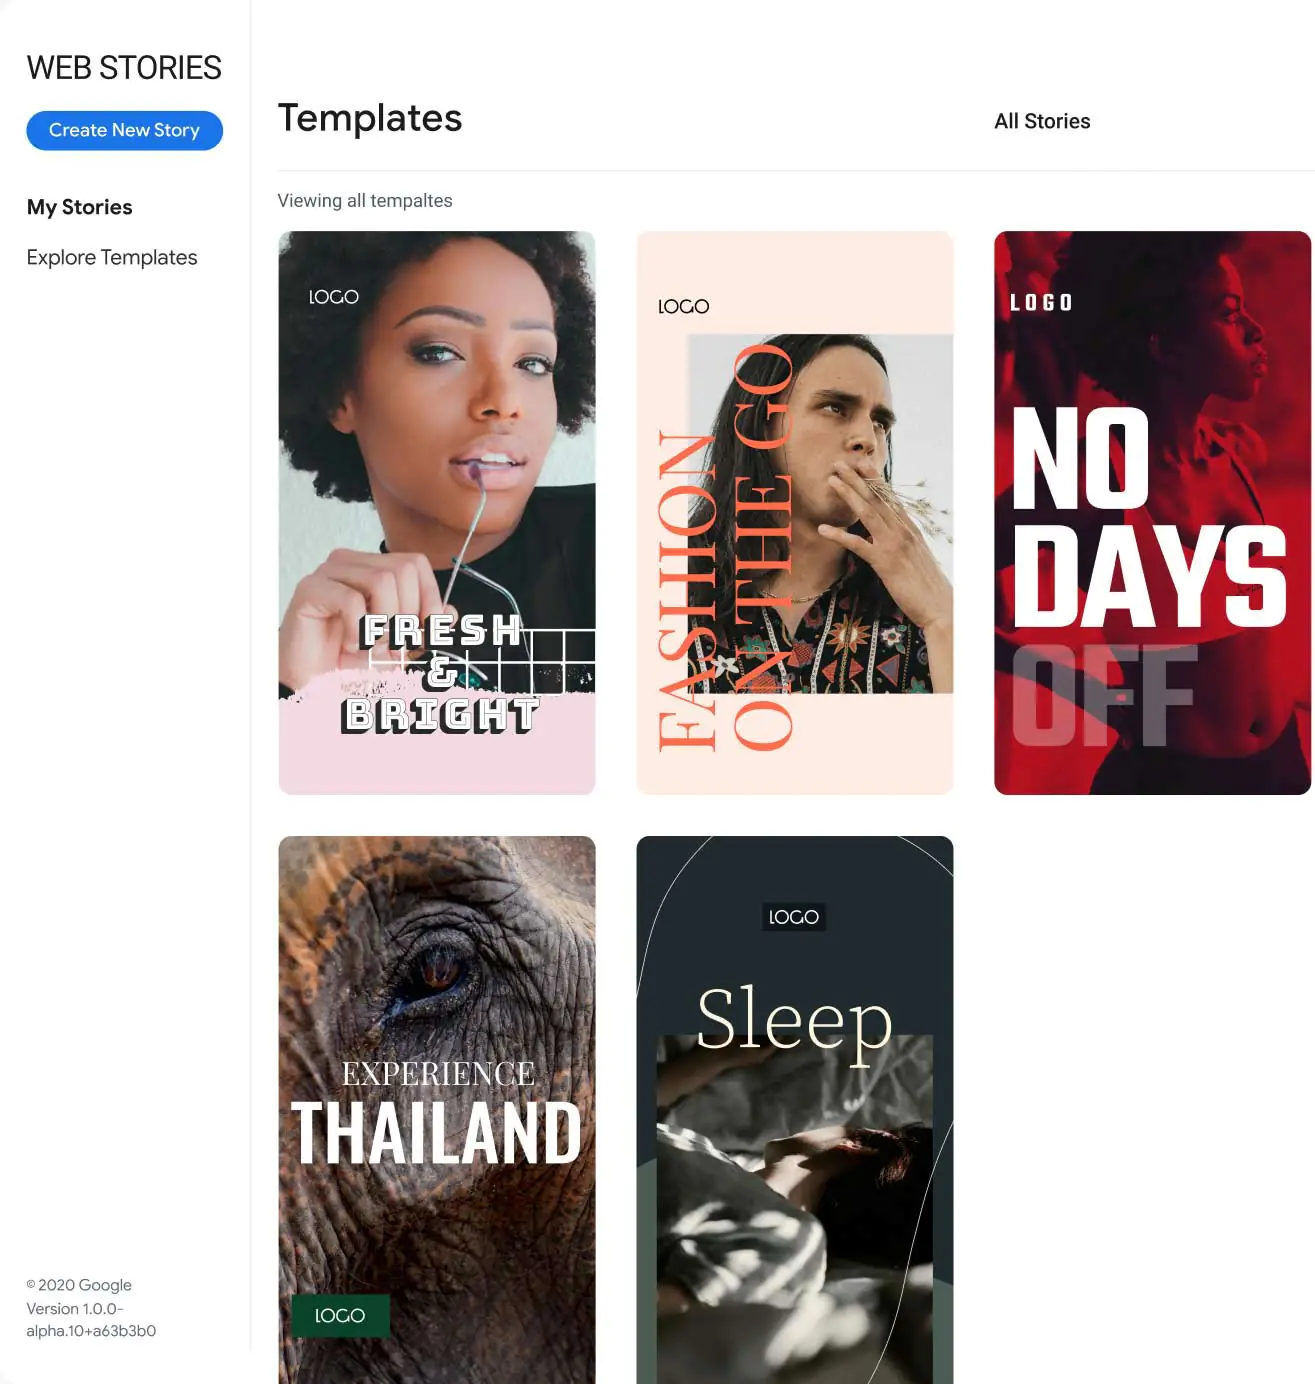 WEB STORIES
Create New Story
My Stories
Explore Templates
Templates
All Stories
Viewing all tempaltes
LOGO
FRESH
&
BRIGHT
LOGO
FASHION
ON THE GO
LOGO
NO
DAYS
OFF
EXPERIENCE
THAILAND
LOGO
LOGO
Sleep
© 2020 Google
Version 1.0.0-
alpha.10+a63b3b0